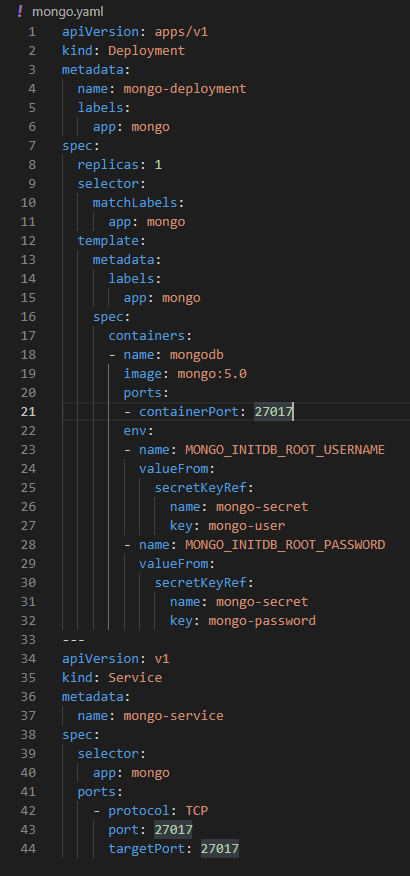 ! mongo.yaml
1 apiVersion: apps/v1
2 kind: Deployment
3 metadata:
4   name: mongo-deployment
5   labels:
6     app: mongo
7 spec:
8   replicas: 1
9   selector:
10     matchLabels:
11       app: mongo
12   template:
13     metadata:
14       labels:
15         app: mongo
16     spec:
17       containers:
18       - name: mongodb
19         image: mongo:5.0
20         ports:
21         - containerPort: 27017
22         env:
23         - name: MONGO_INITDB_ROOT_USERNAME
24           valueFrom:
25             secretKeyRef:
26               name: mongo-secret
27               key: mongo-user
28         - name: MONGO_INITDB_ROOT_PASSWORD
29           valueFrom:
30             secretKeyRef:
31               name: mongo-secret
32               key: mongo-password
33 ---
34 apiVersion: v1
35 kind: Service
36 metadata:
37   name: mongo-service
38 spec:
39   selector:
40     app: mongo
41   ports:
42     - protocol: TCP
43       port: 27017
44       targetPort: 27017